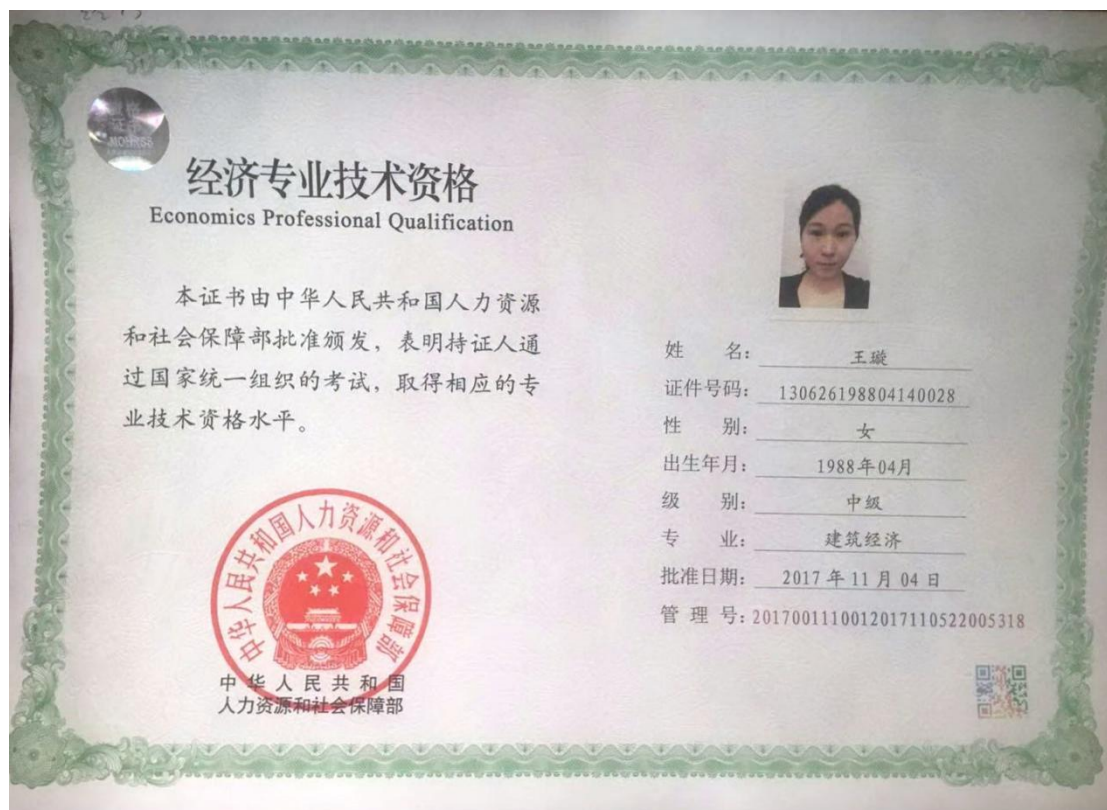 经济专业技术资格
Economics Professional Qualification
本证书由中华人民共和国人力资源
和社会保障部批准颁发，表明持证人通
过国家统一组织的考试，取得相应的专
业技术资格水平。
中华人民共和国人力资源和社会保障部
中华人民共和国
人力资源和社会保障部
姓 名： 王璇
证件号码： 130626198804140028
性 别： 女
出生年月： 1988年04月
级 别： 中级
专 业： 建筑经济
批准日期： 2017年11月04日
管 理 号：2017001110012017110522005318